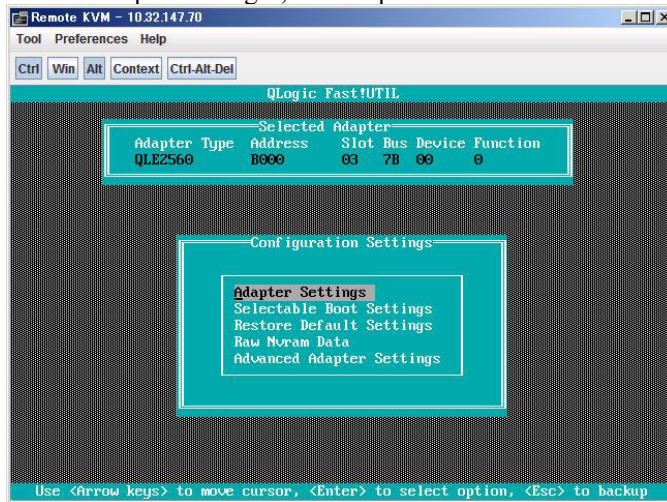 Remote KVM - 10.32.147.70
Tool Preferences Help
Ctrl Win Alt Context Ctrl-Alt-Del
QLogic Fast!UTIL
Selected Adapter
Adapter Type Address Slot Bus Device Function
QLE2560 B000 03 7B 00 0
Configuration Settings
Adapter Settings
Selectable Boot Settings
Restore Default Settings
Raw Nvram Data
Advanced Adapter Settings
Use <Arrow keys> to move cursor, <Enter> to select option, <Esc> to backup